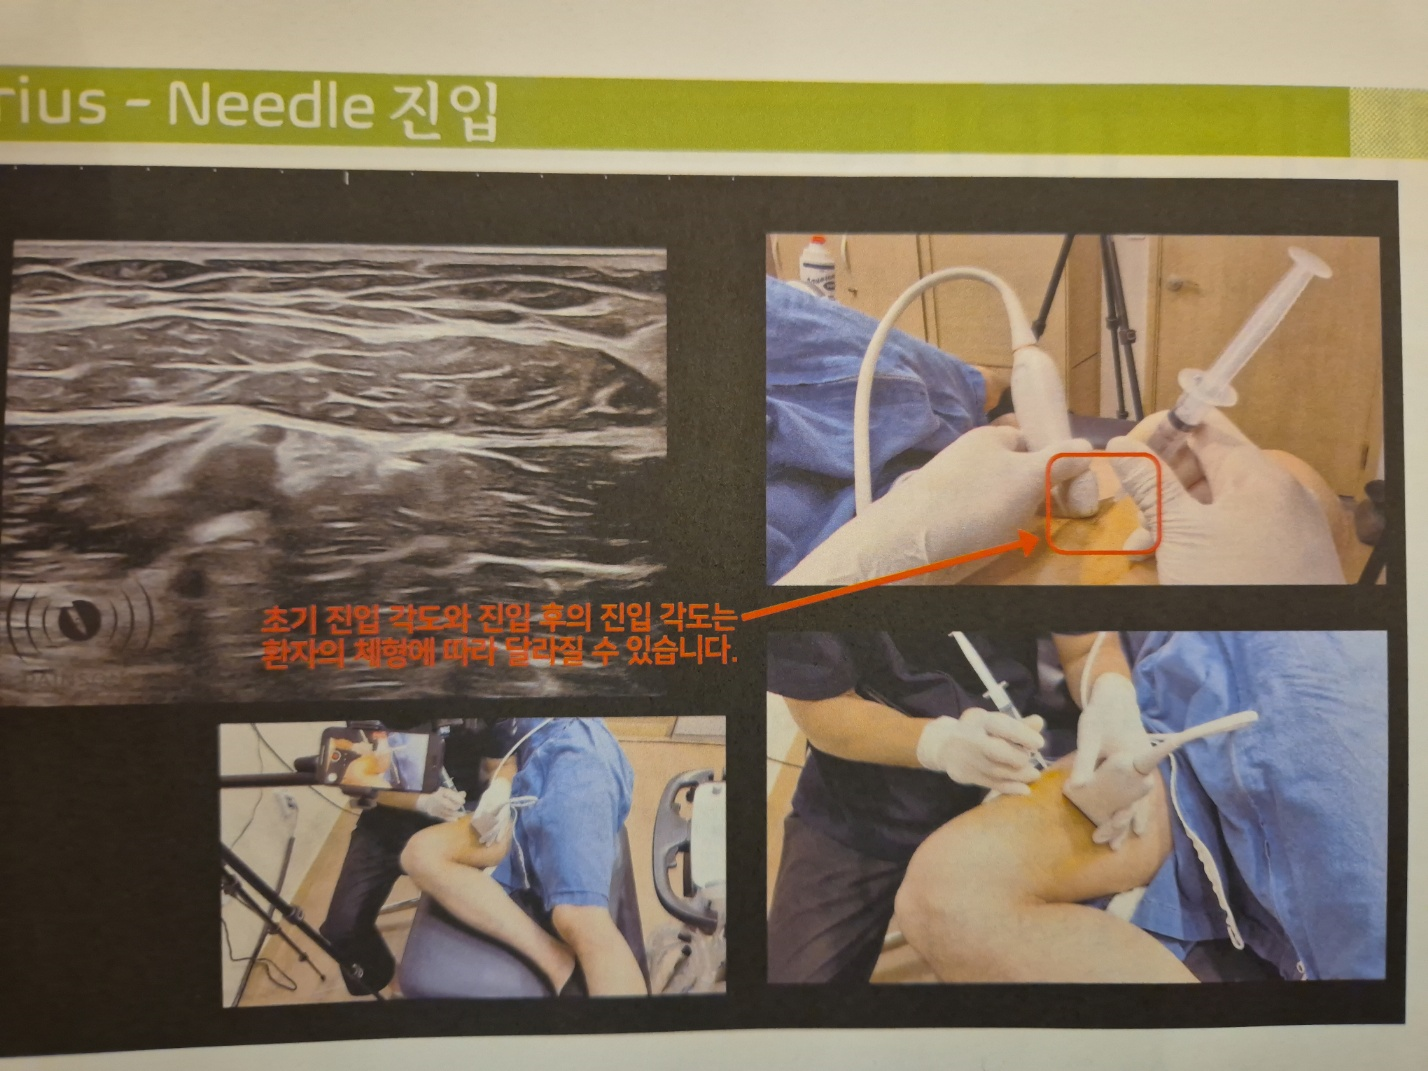 rius - Needle 진입
초기 진입 각도와 진입 후의 진입 각도는
환자의 체형에 따라 달라질 수 있습니다.